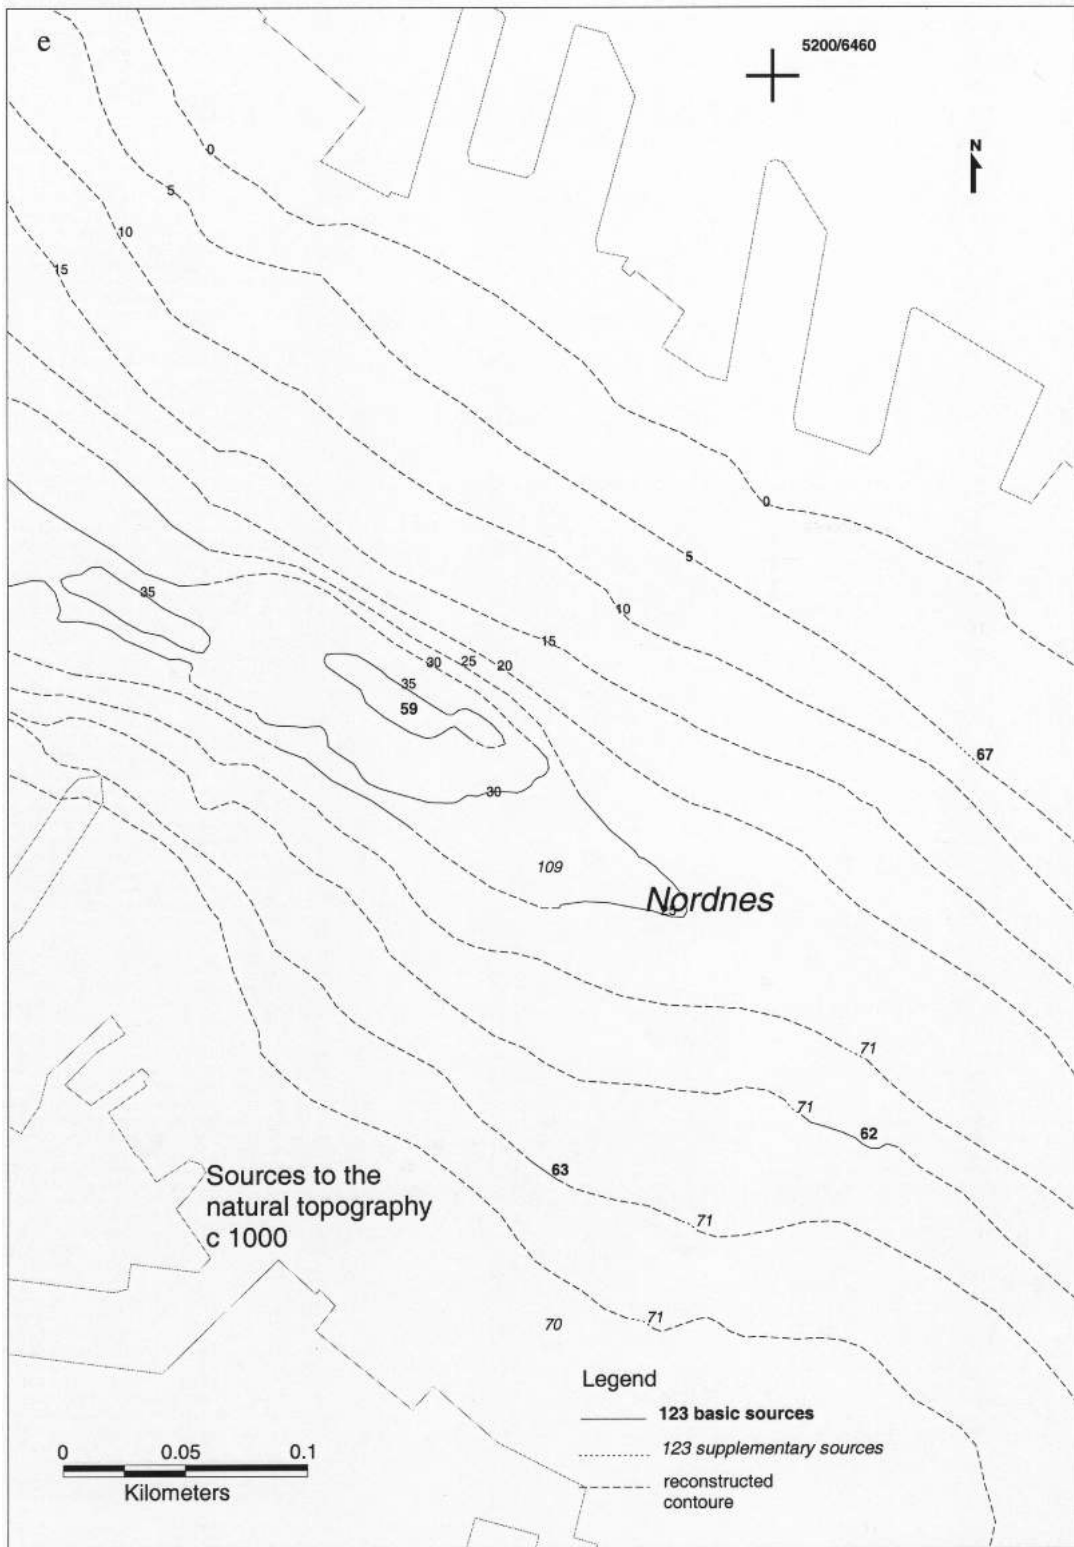 e
5200/6460
N
0
5
10
15
0
5
10
15
20
25
30
35
35
59
30
67
109
Nordnes
25
71
71
62
63
71
71
70
Sources to the
natural topography
c 1000
Legend
123 basic sources
123 supplementary sources
reconstructed
contoure
0 0.05 0.1
Kilometers